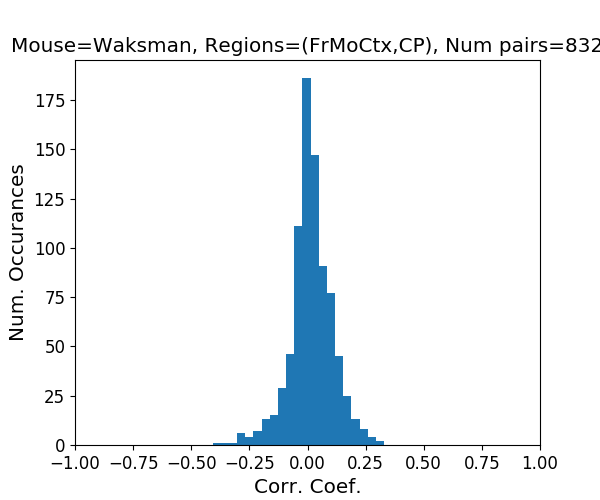 Mouse=Waksman, Regions=(FrMoCtx,CP), Num pairs=832
175
150
125
100
75
50
25
0
Num. Occurances
−1.00 −0.75 −0.50 −0.25 0.00 0.25 0.50 0.75 1.00
Corr. Coef.